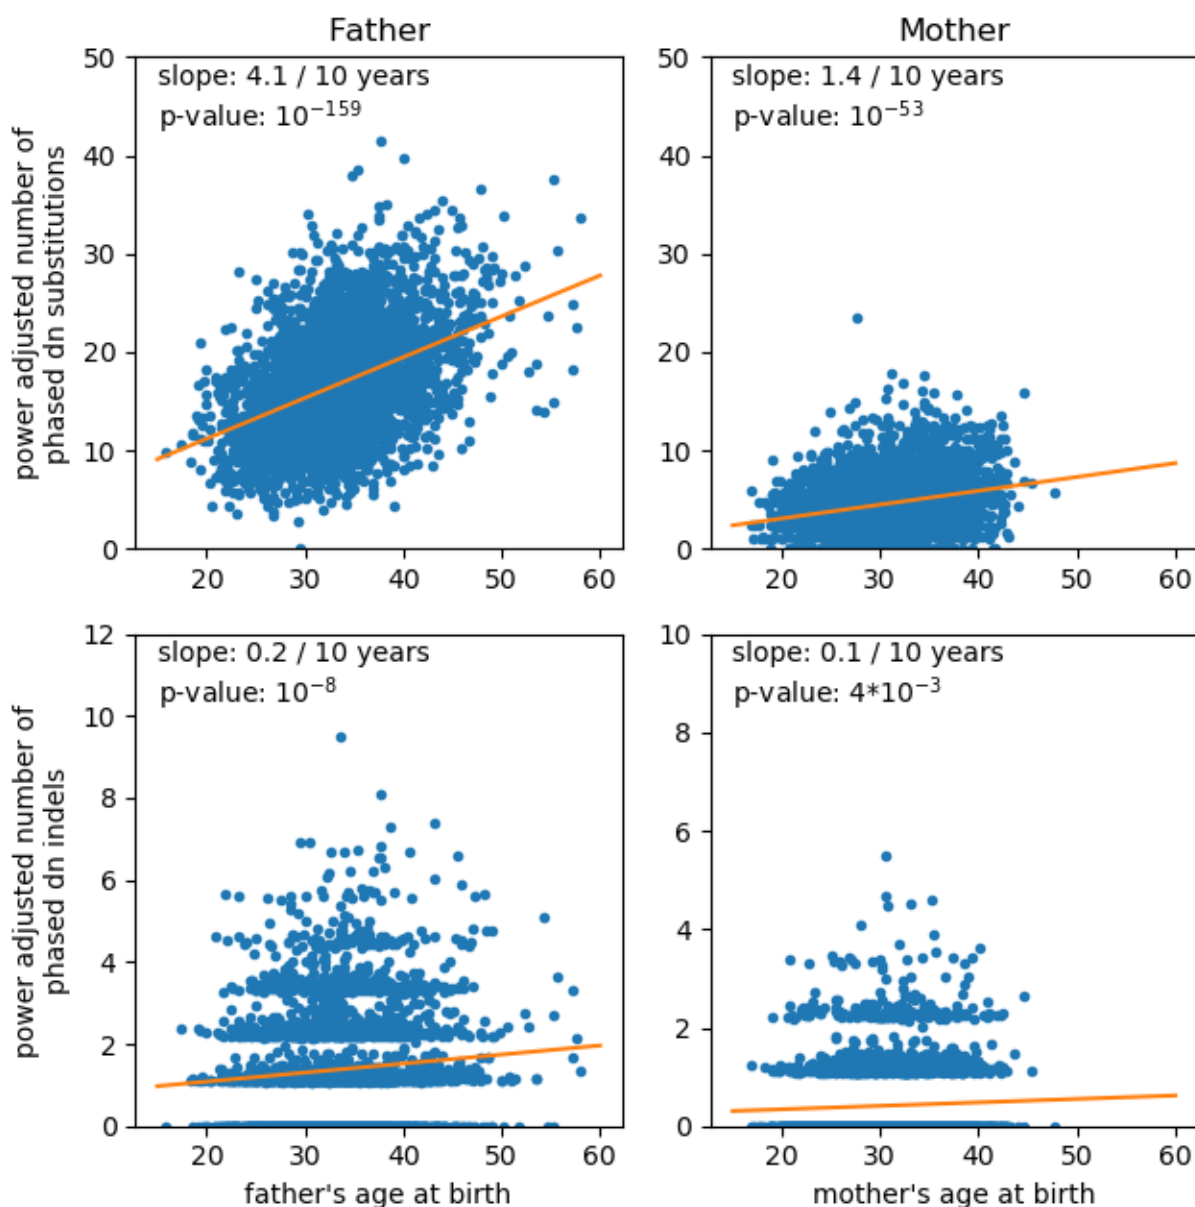 Father
Mother
slope: 4.1 / 10 years
p-value: 10⁻¹⁵⁹
slope: 1.4 / 10 years
p-value: 10⁻⁵³
power adjusted number of
phased dn substitutions
50
40
30
20
10
0
20 30 40 50 60
50
40
30
20
10
0
20 30 40 50 60
slope: 0.2 / 10 years
p-value: 10⁻⁸
slope: 0.1 / 10 years
p-value: 4*10⁻³
power adjusted number of
phased dn indels
12
10
8
6
4
2
0
20 30 40 50 60
10
8
6
4
2
0
20 30 40 50 60
father's age at birth
mother's age at birth